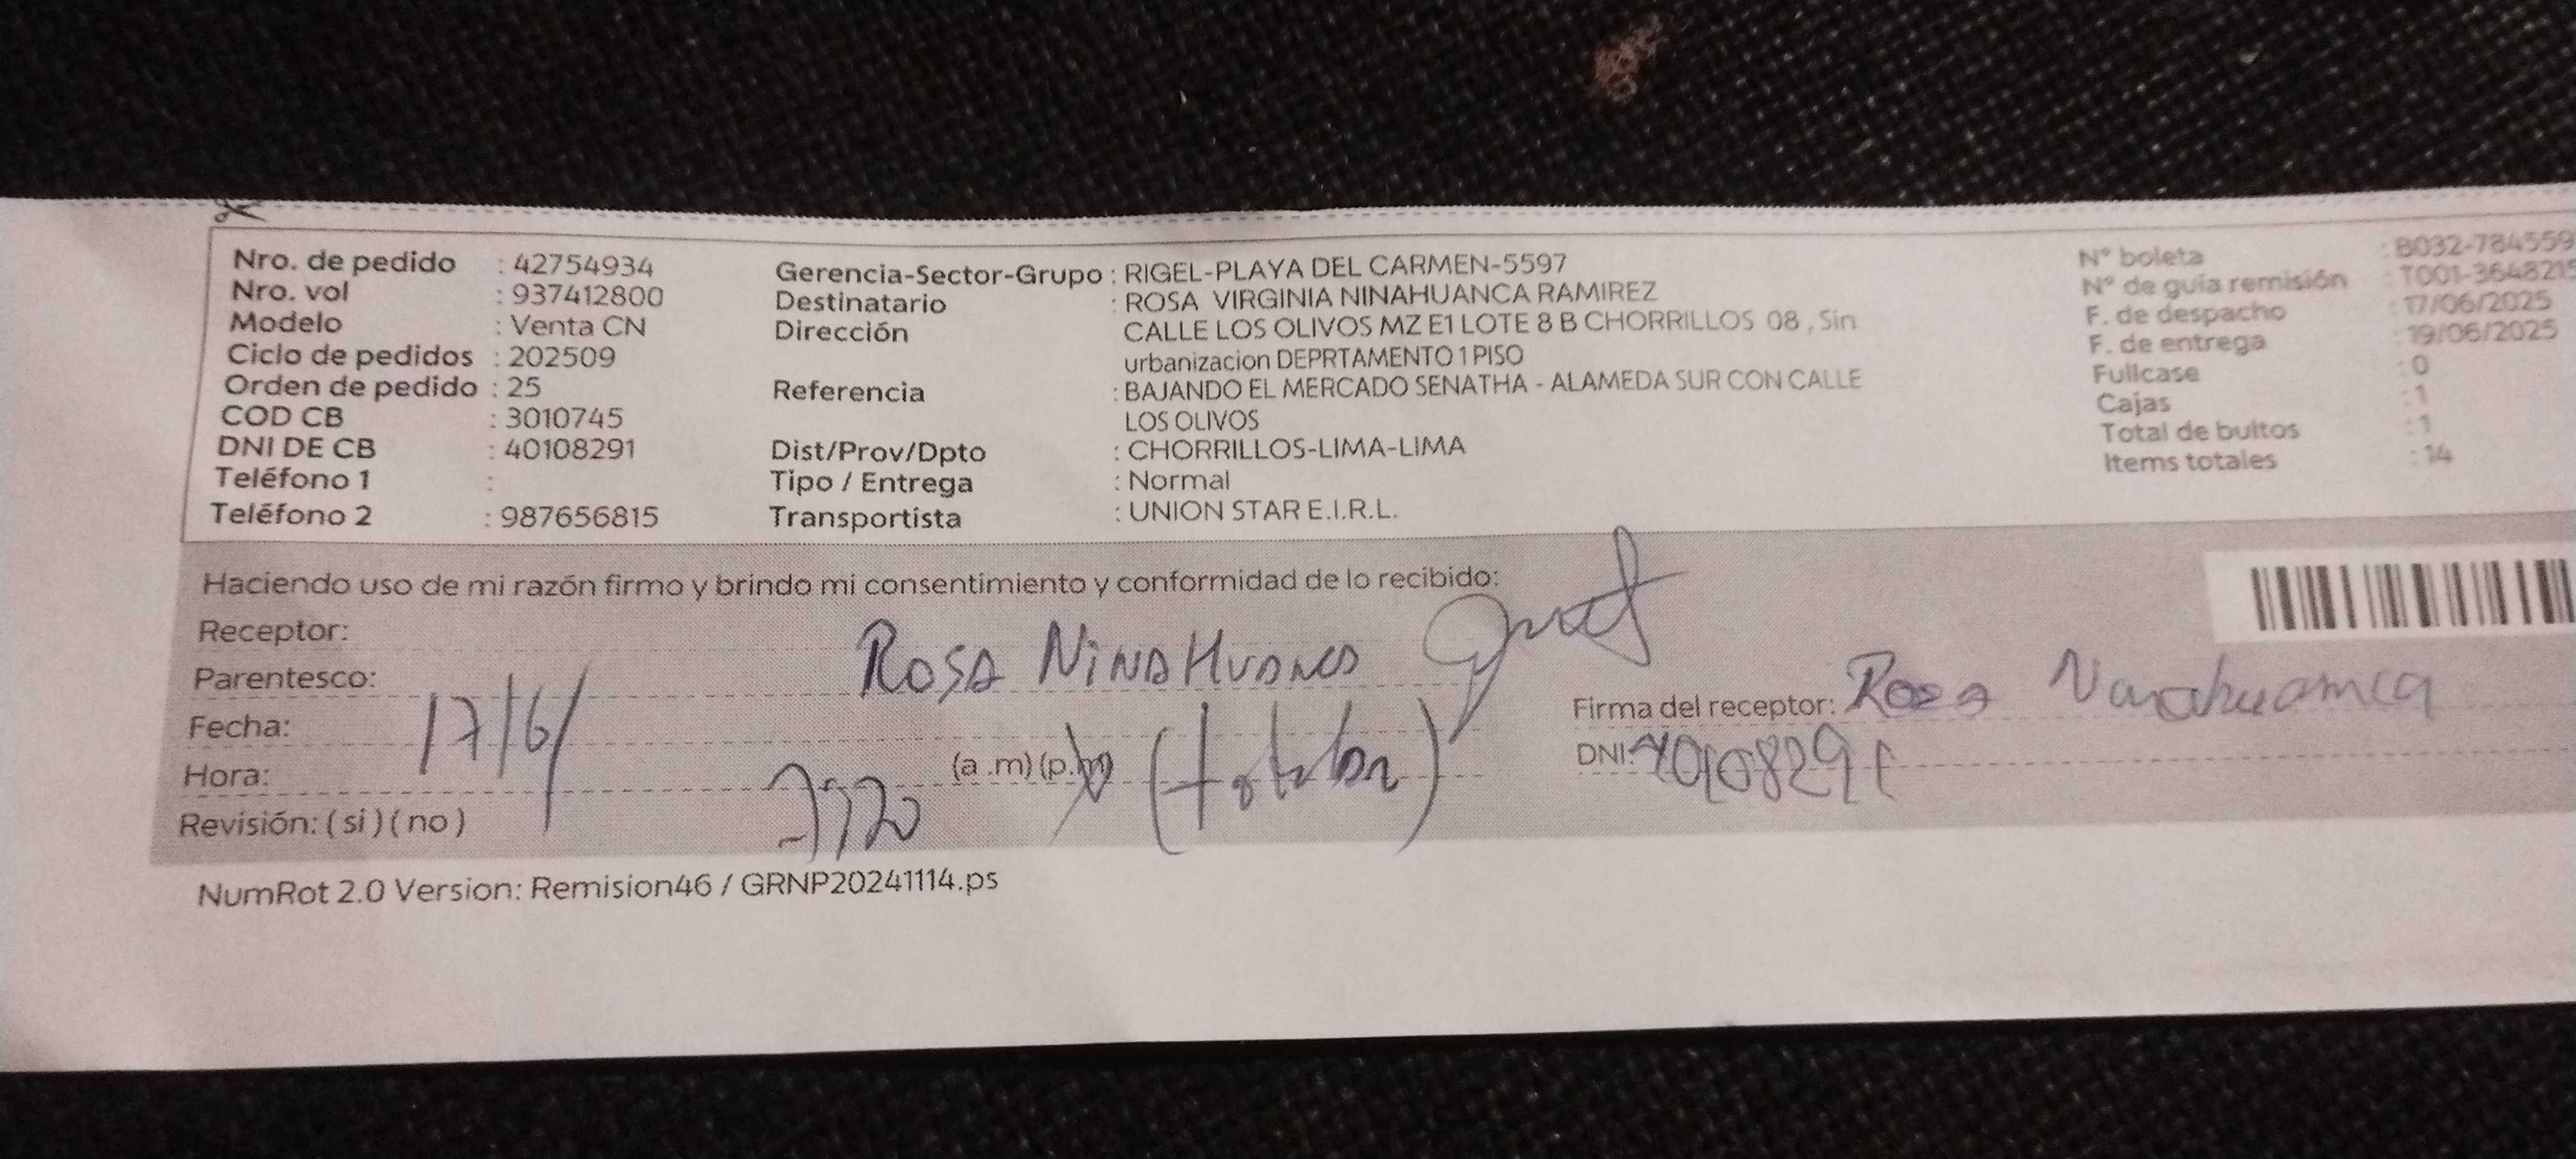 Nro. de pedido : 42754934
Nro. vol : 937412800
Modelo : Venta CN
Ciclo de pedidos : 202509
Orden de pedido : 25
COD CB : 3010745
DNI DE CB : 40108291
Teléfono 1 :
Teléfono 2 : 987656815
Gerencia-Sector-Grupo : RIGEL-PLAYA DEL CARMEN-5597
Destinatario : ROSA VIRGINIA NINAHUANCA RAMIREZ
Dirección CALLE LOS OLIVOS MZ E1 LOTE 8 B CHORRILLOS 08 , Sin
urbanizacion DEPRTAMENTO 1 PISO
Referencia : BAJANDO EL MERCADO SENATHA - ALAMEDA SUR CON CALLE
LOS OLIVOS
Dist/Prov/Dpto : CHORRILLOS-LIMA-LIMA
Tipo / Entrega : Normal
Transportista : UNION STAR E.I.R.L.
N° boleta : B032-784559
N° de guía remisión : T001-3648215
F. de despacho : 17/06/2025
F. de entrega : 19/06/2025
Fullcase : 0
Cajas : 1
Total de bultos : 1
Items totales : 14
Haciendo uso de mi razón firmo y brindo mi consentimiento y conformidad de lo recibido:
Receptor: ROSA NINAHUANCA
Parentesco:
Fecha: 17/6/
Hora: (a .m) (p.m)
Revisión: ( si ) ( no )
Firma del receptor: Rosa Ninahuanca
DNI: 40108291
NumRot 2.0 Version: Remision46 / GRNP20241114.ps